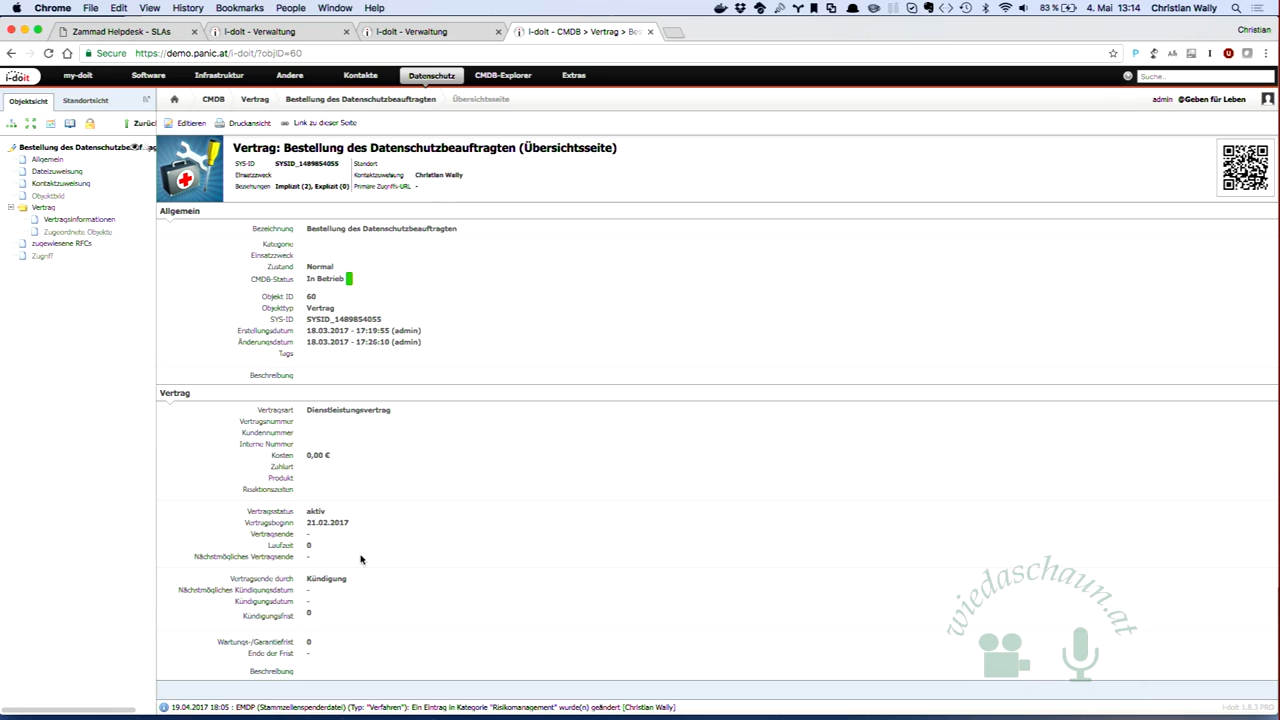 Chrome File Edit View History Bookmarks People Window Help 83 % 4. Mai 13:14 Christian Wally
Zammad Helpdesk - SLAs
i-doit - Verwaltung
i-doit - Verwaltung
i-doit - CMDB > Vertrag > Bes
Christian
Secure https://demo.panic.at/i-doit/?objID=60
i-doit my-doit Software Infrastruktur Andere Kontakte Datenschutz CMDB-Explorer Extras Suche..
Objektsicht Standortsicht
CMDB Vertrag Bestellung des Datenschutzbeauftragten Übersichtsseite
admin @Geben für Leben
Zurüc
Editieren Druckansicht Link zu dieser Seite
Bestellung des Datenschutzbe
Allgemein
Dateizuweisung
Kontaktzuweisung
Objektbild
Vertrag
Vertragsinformationen
Zugeordnete Objekte
zugewiesene RFCs
Zugriff
Vertrag: Bestellung des Datenschutzbeauftragten (Übersichtsseite)
SYS-ID SYSID_1489854055 Standort
Einsatzzweck Kontaktzuweisung Christian Wally
Beziehungen Implizit (2), Explizit (0) Primäre Zugriffs-URL -
Allgemein
Bezeichnung Bestellung des Datenschutzbeauftragten
Kategorie
Einsatzzweck
Zustand Normal
CMDB-Status In Betrieb
Objekt ID 60
Objekttyp Vertrag
SYS-ID SYSID_1489854055
Erstellungsdatum 18.03.2017 - 17:19:55 (admin)
Änderungsdatum 18.03.2017 - 17:26:10 (admin)
Tags
Beschreibung
Vertrag
Vertragsart Dienstleistungsvertrag
Vertragsnummer
Kundennummer
Interne Nummer
Kosten 0,00 €
Zahlart
Produkt
Reaktionszeiten
Vertragsstatus aktiv
Vertragsbeginn 21.02.2017
Vertragsende -
Laufzeit 0
Nächstmögliches Vertragsende -
Vertragsende durch Kündigung
Nächstmögliches Kündigungsdatum -
Kündigungsdatum -
Kündigungsfrist 0
Wartungs-/Garantiefrist 0
Ende der Frist -
Beschreibung
wiedaschaun.at
19.04.2017 18:05 : EMDP (Stammzellenspenderdatei) (Typ: "Verfahren"): Ein Eintrag in Kategorie "Risikomanagement" wurde(n) geändert [Christian Wally]
i-doit 1.8.3 PRO